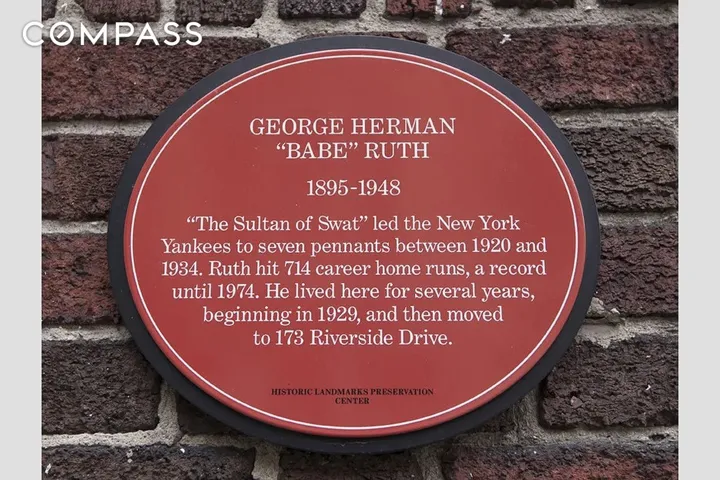 COMPASS
GEORGE HERMAN
“BABE” RUTH
1895-1948
“The Sultan of Swat” led the New York
Yankees to seven pennants between 1920 and
1934. Ruth hit 714 career home runs, a record
until 1974. He lived here for several years,
beginning in 1929, and then moved
to 173 Riverside Drive.
HISTORIC LANDMARKS PRESERVATION
CENTER